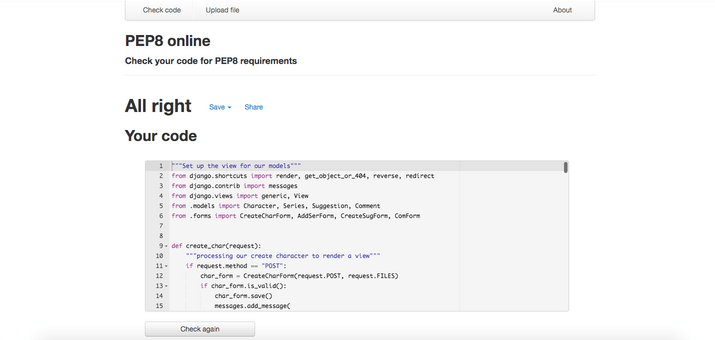 Check code Upload file About
PEP8 online
Check your code for PEP8 requirements
All right Save Share
Your code
1 """Set up the view for our models"""
2 from django.shortcuts import render, get_object_or_404, reverse, redirect
3 from django.contrib import messages
4 from django.views import generic, View
5 from .models import Character, Series, Suggestion, Comment
6 from .forms import CreateCharForm, AddSerForm, CreateSugForm, ComForm
7
8
9 def create_char(request):
10 """processing our create character to render a view"""
11 if request.method == "POST":
12 char_form = CreateCharForm(request.POST, request.FILES)
13 if char_form.is_valid():
14 char_form.save()
15 messages.add_message(
Check again